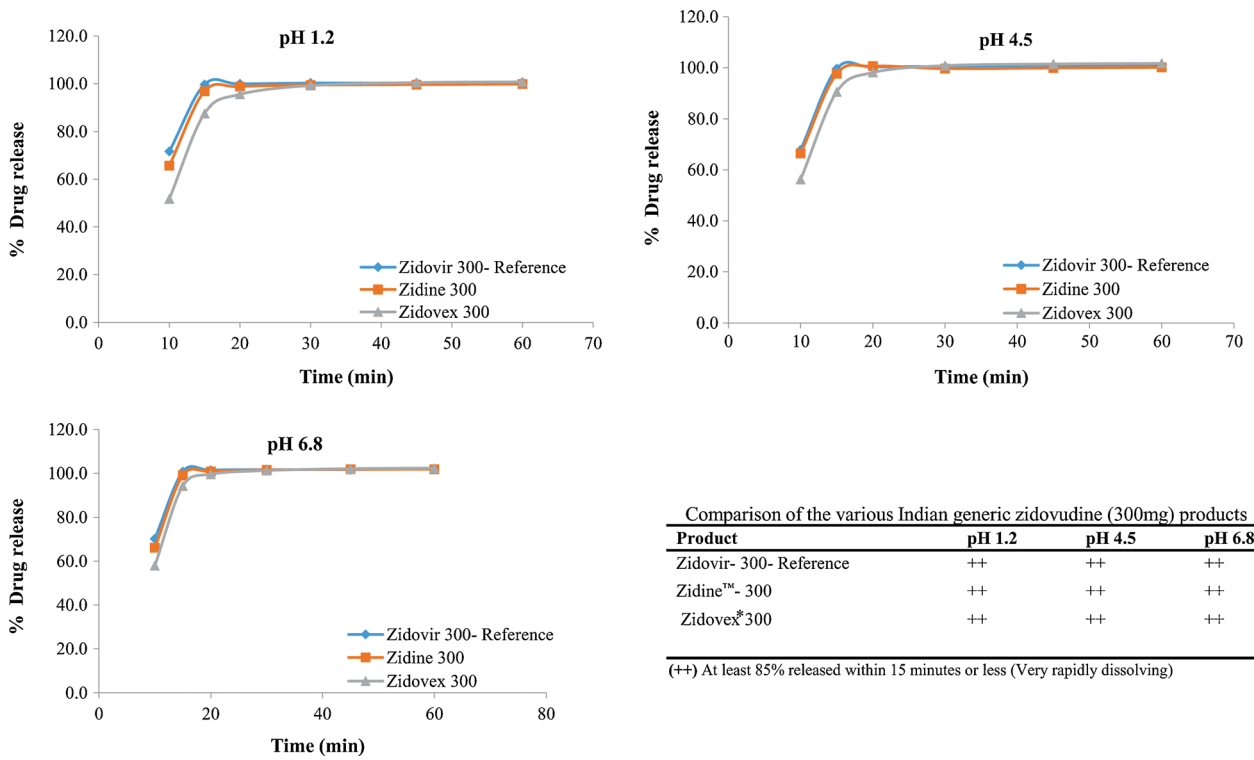 pH 1.2
120.0
100.0
80.0
60.0
40.0
20.0
0.0
% Drug release
Zidovir 300- Reference
Zidine 300
Zidovex 300
0 10 20 30 40 50 60 70
Time (min)
pH 4.5
120.0
100.0
80.0
60.0
40.0
20.0
0.0
% Drug release
Zidovir 300- Reference
Zidine 300
Zidovex 300
0 10 20 30 40 50 60 70
Time (min)
pH 6.8
120.0
100.0
80.0
60.0
40.0
20.0
0.0
% Drug release
Zidovir 300- Reference
Zidine 300
Zidovex 300
0 20 40 60 80
Time (min)
Comparison of the various Indian generic zidovudine (300mg) products
Product pH 1.2 pH 4.5 pH 6.8
Zidovir- 300- Reference ++ ++ ++
Zidine™- 300 ++ ++ ++
Zidovex*300 ++ ++ ++
(++) At least 85% released within 15 minutes or less (Very rapidly dissolving)